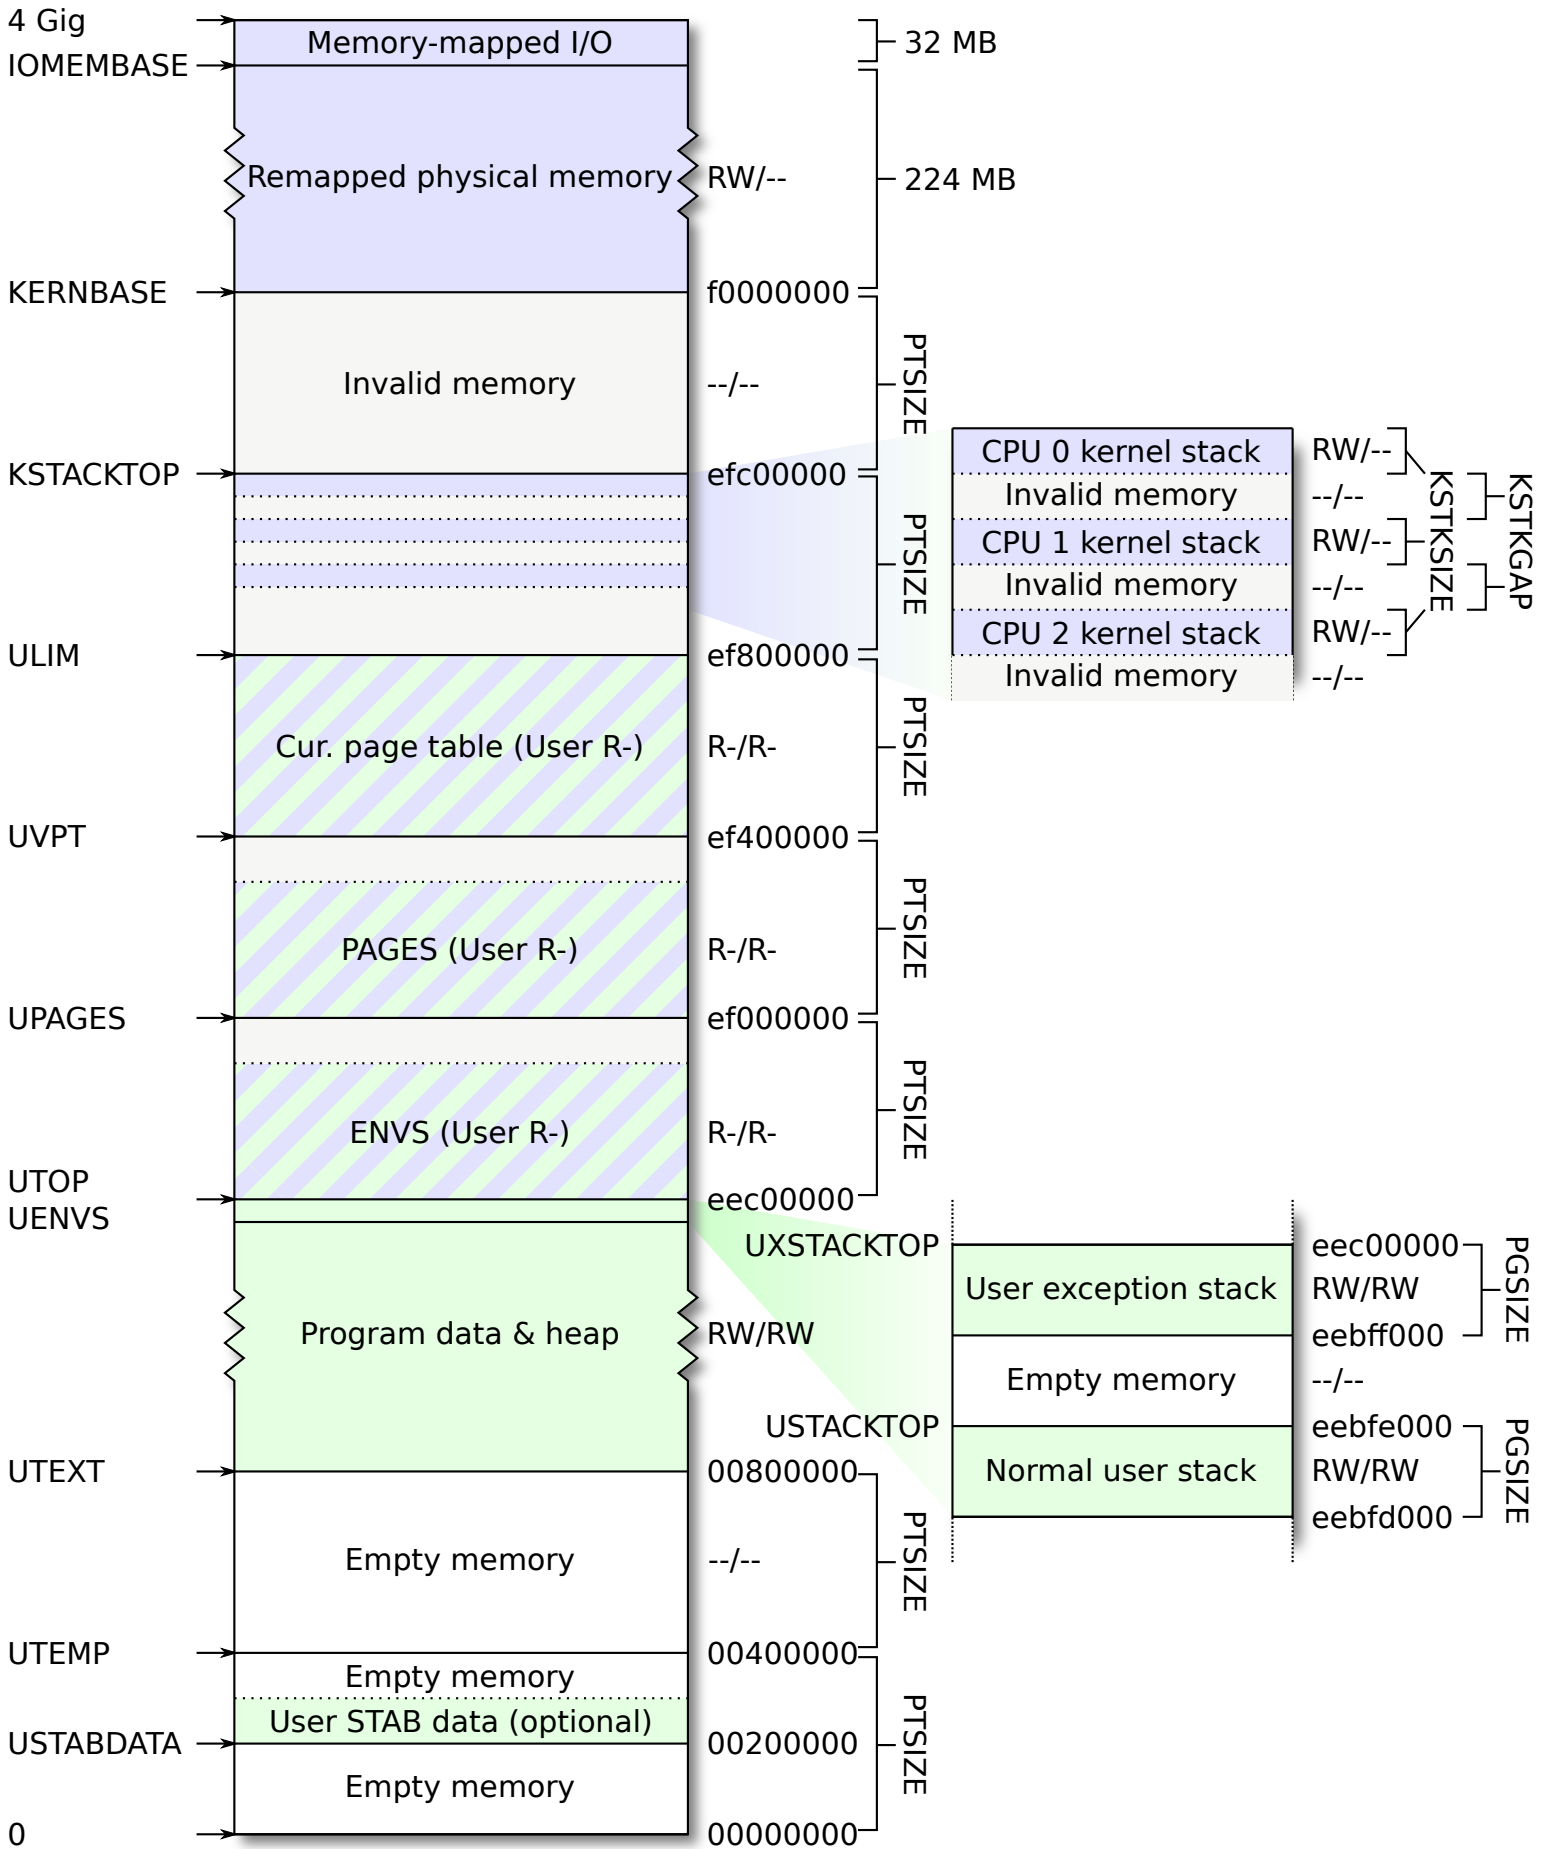 4 Gig
Memory-mapped I/O
32 MB
IOMEMBASE
Remapped physical memory
RW/--
224 MB
KERNBASE
f0000000
Invalid memory
--/--
PTSIZE
KSTACKTOP
efc00000
PTSIZE
CPU 0 kernel stack
RW/--
Invalid memory
--/--
CPU 1 kernel stack
RW/--
Invalid memory
--/--
CPU 2 kernel stack
RW/--
Invalid memory
--/--
KSTKSIZE
KSTKGAP
ULIM
ef800000
Cur. page table (User R-)
R-/R-
PTSIZE
UVPT
ef400000
PAGES (User R-)
R-/R-
PTSIZE
UPAGES
ef000000
ENVS (User R-)
R-/R-
PTSIZE
UTOP
UENVS
eec00000
UXSTACKTOP
eec00000
User exception stack
RW/RW
PGSIZE
eebff000
Empty memory
--/--
USTACKTOP
eebfe000
Normal user stack
RW/RW
PGSIZE
eebfd000
Program data & heap
RW/RW
UTEXT
00800000
Empty memory
--/--
PTSIZE
UTEMP
00400000
Empty memory
User STAB data (optional)
PTSIZE
USTABDATA
00200000
Empty memory
0
00000000